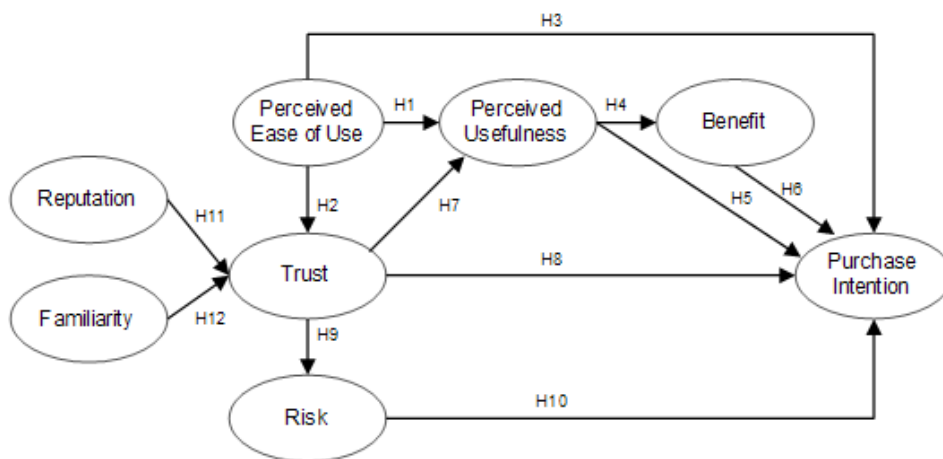 H3
Perceived
Ease of Use
H1
Perceived
Usefulness
H4
Benefit
Reputation
H11
H2
H7
H5
H6
Trust
H8
Purchase
Intention
Familiarity
H12
H9
Risk
H10